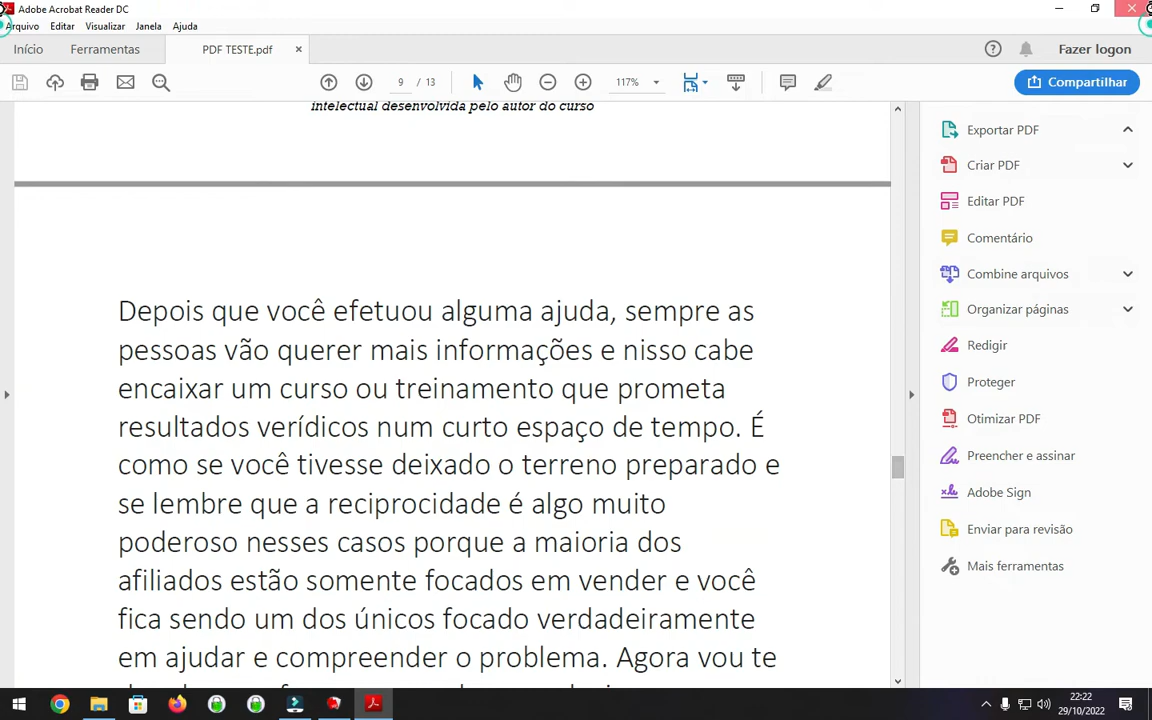 Adobe Acrobat Reader DC
Arquivo Editar Visualizar Janela Ajuda
Início Ferramentas PDF TESTE.pdf × Fazer logon
9 / 13 117% Compartilhar
intelectual desenvolvida pelo autor do curso
Depois que você efetuou alguma ajuda, sempre as
pessoas vão querer mais informações e nisso cabe
encaixar um curso ou treinamento que prometa
resultados verídicos num curto espaço de tempo. É
como se você tivesse deixado o terreno preparado e
se lembre que a reciprocidade é algo muito
poderoso nesses casos porque a maioria dos
afiliados estão somente focados em vender e você
fica sendo um dos únicos focado verdadeiramente
em ajudar e compreender o problema. Agora vou te
Exportar PDF
Criar PDF
Editar PDF
Comentário
Combine arquivos
Organizar páginas
Redigir
Proteger
Otimizar PDF
Preencher e assinar
Adobe Sign
Enviar para revisão
Mais ferramentas
22:22
29/10/2022